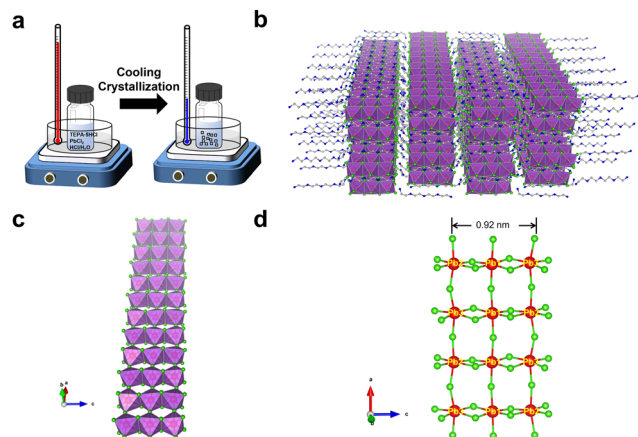 a
b
Cooling
Crystallization
TEPA·5HCl
PbCl₂
HCl/H₂O
c
d
0.92 nm
Pb Pb Pb
Pb Pb Pb
Pb Pb Pb
Pb Pb Pb
a
b
c
a
b
c